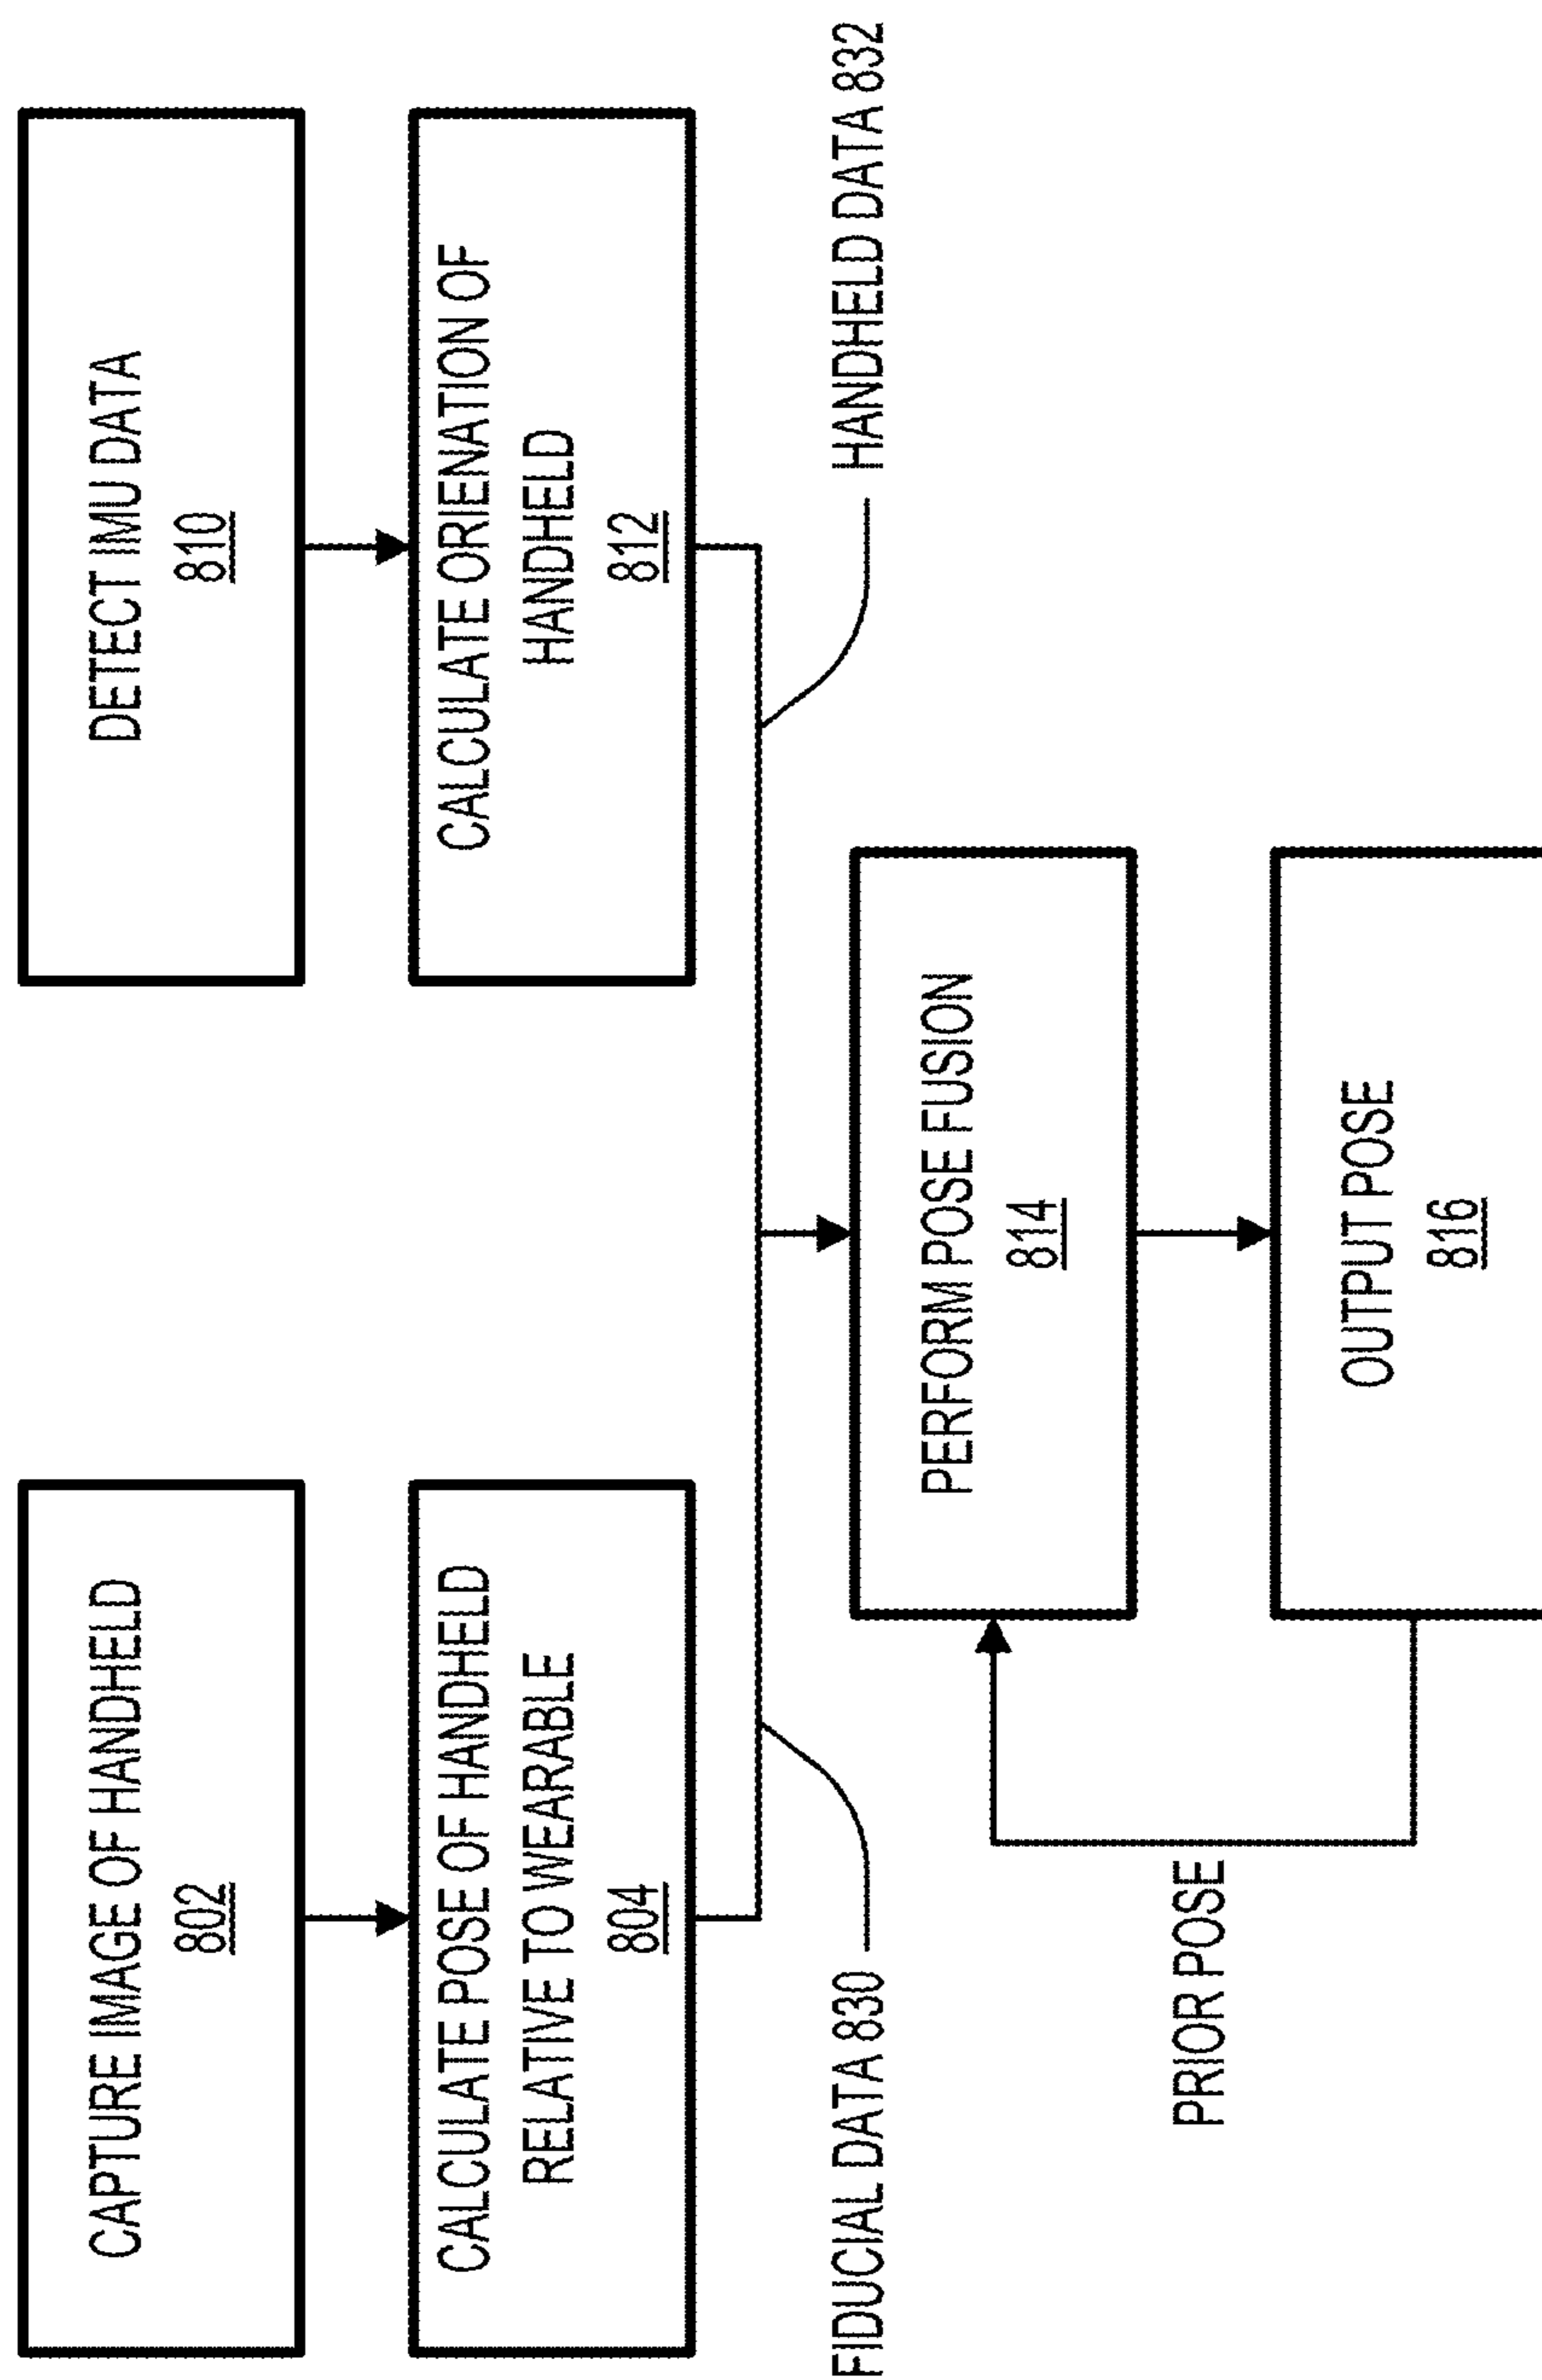 CAPTURE IMAGE OF HANDHELD
802
DETECT IMU DATA
810
CALCULATE POSE OF HANDHELD
RELATIVE TO WEARABLE
804
CALCULATE ORIENATION OF
HANDHELD
812
FIDUCIAL DATA 830
HANDHELD DATA 832
PERFORM POSE FUSION
814
PRIOR POSE
OUTPUT POSE
816